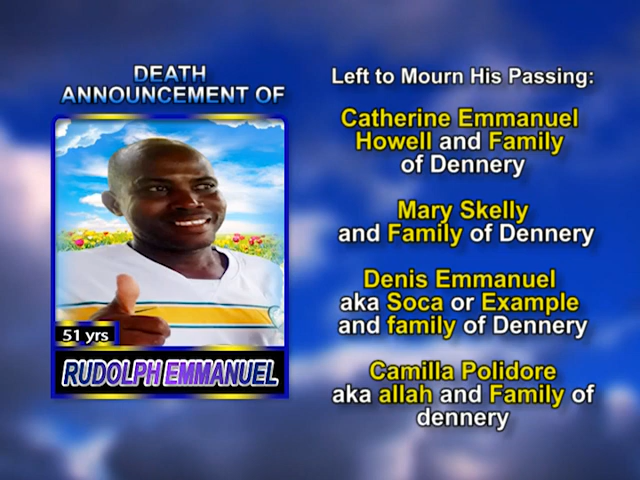 DEATH
ANNOUNCEMENT OF
51 yrs
RUDOLPH EMMANUEL
Left to Mourn His Passing:
Catherine Emmanuel
Howell and Family
of Dennery
Mary Skelly
and Family of Dennery
Denis Emmanuel
aka Soca or Example
and family of Dennery
Camilla Polidore
aka allah and Family of
dennery